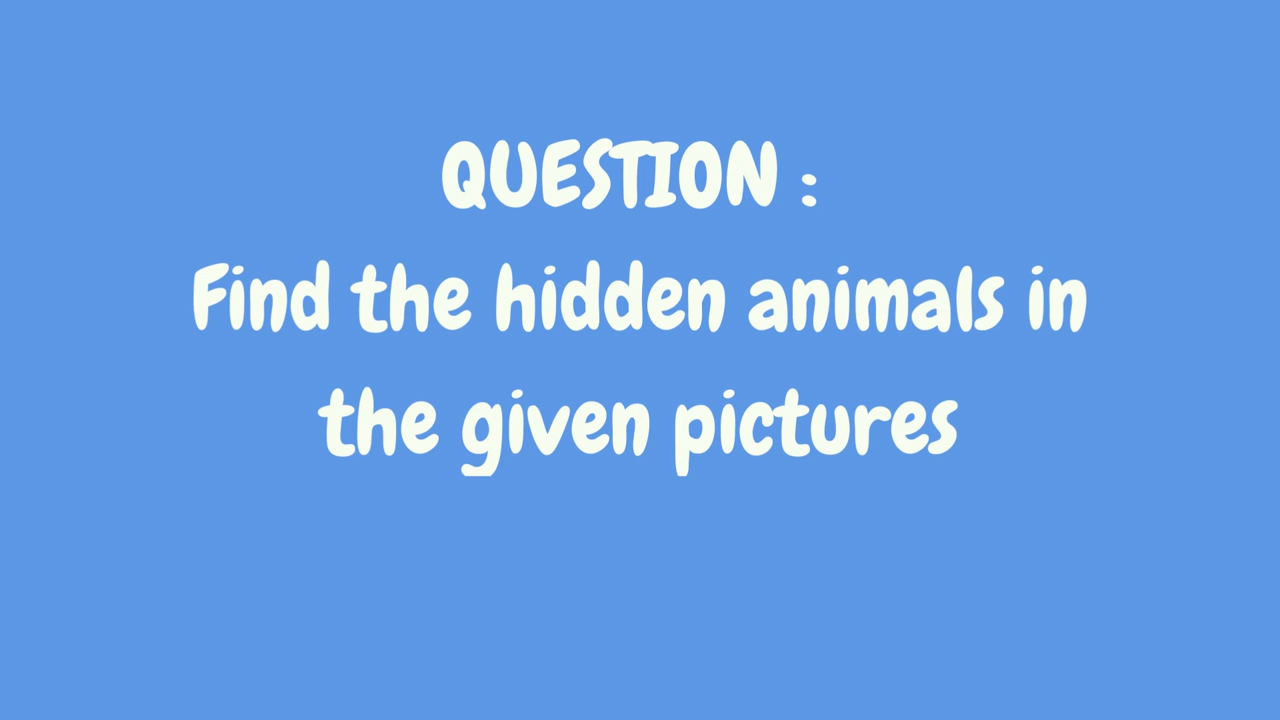 QUESTION :
Find the hidden animals in
the given pictures